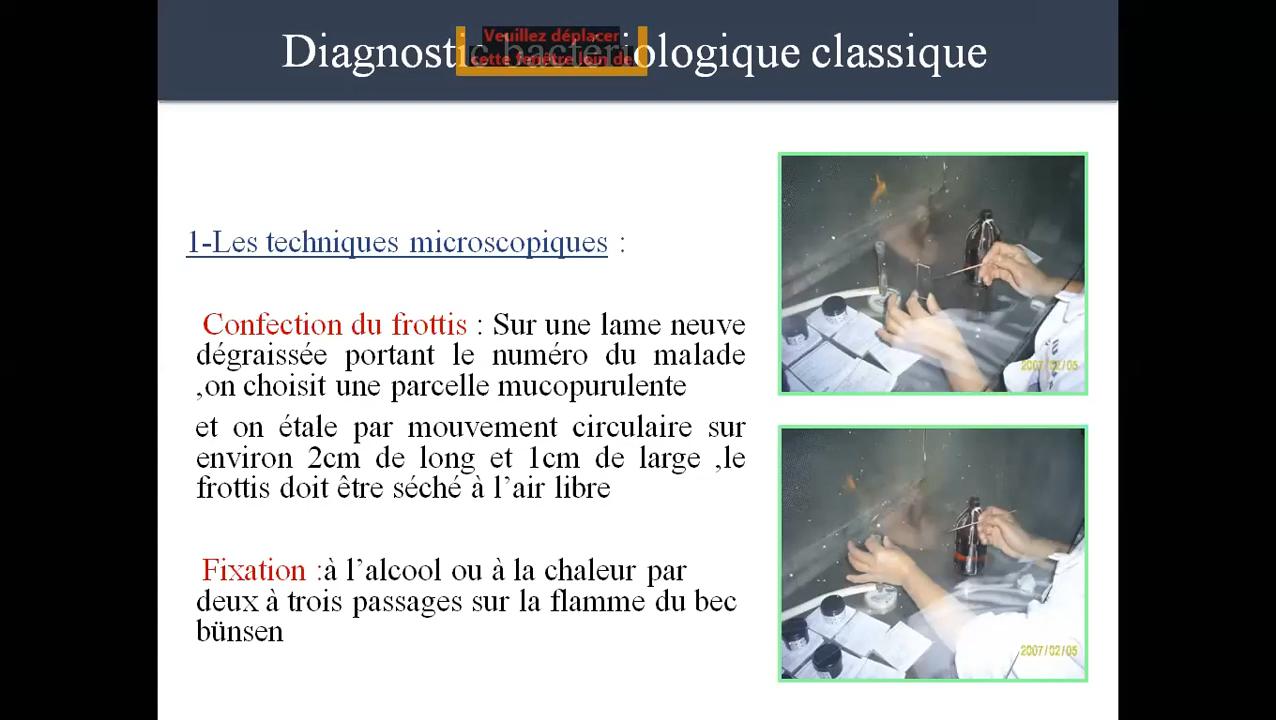 Diagnostic bactériologique classique
Veuillez déplacer
cette fenêtre loin de
1-Les techniques microscopiques :
Confection du frottis : Sur une lame neuve
dégraissée portant le numéro du malade
,on choisit une parcelle mucopurulente
et on étale par mouvement circulaire sur
environ 2cm de long et 1cm de large ,le
frottis doit être séché à l’air libre
Fixation :à l’alcool ou à la chaleur par
deux à trois passages sur la flamme du bec
bünsen
2007/02/05
2007/02/05